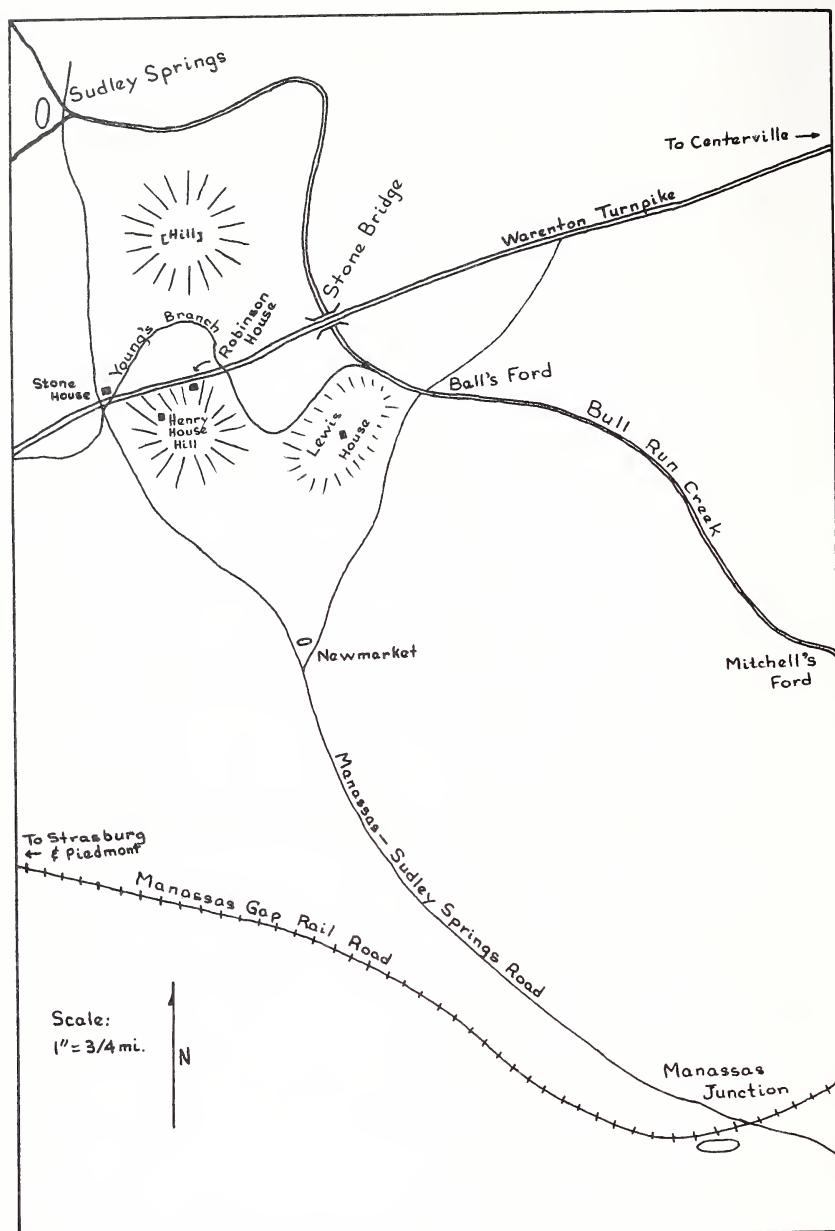 Sudley Springs
To Centerville →
Warenton Turnpike
[Hill]
Stone Bridge
Young's Branch
Robinson House
Stone House
Henry House Hill
Lewis House
Ball's Ford
Bull Run Creek
Newmarket
Mitchell's
Ford
Manassas-Sudley Springs Road
To Strasburg
← & Piedmont
Manassas Gap Rail Road
Scale:
1" = 3/4 mi.
N
Manassas
Junction